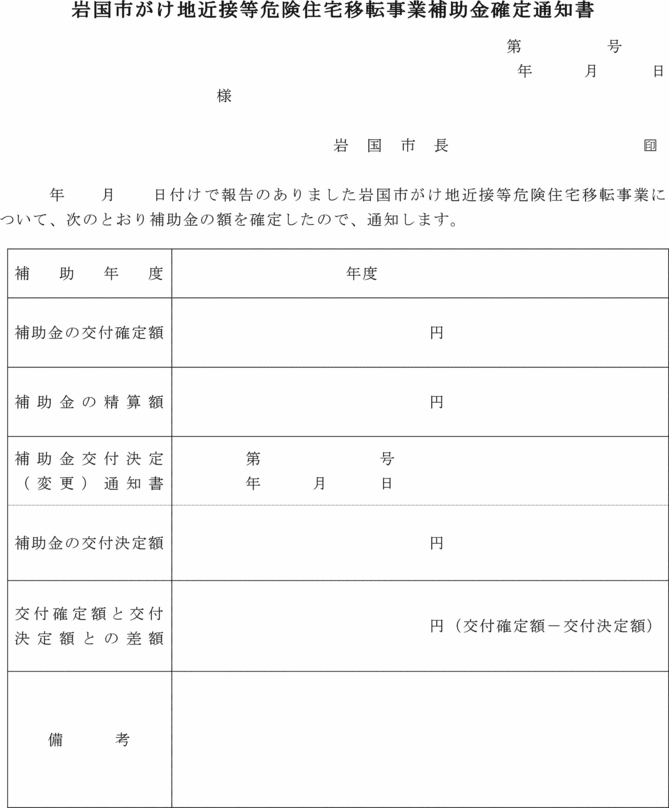 岩国市がけ地近接等危険住宅移転事業補助金確定通知書
第　　　　　号
年　　　月　　　日
様
岩　国　市　長　　　　　　　　　　　　印
年　　月　　日付けで報告のありました岩国市がけ地近接等危険住宅移転事業に
ついて、次のとおり補助金の額を確定したので、通知します。
補　助　年　度　　　　　　　　　　年度
補助金の交付確定額　　　　　　　　　　円
補助金の精算額　　　　　　　　　　円
補助金交付決定　　　　　第　　　　　　　号
（変更）通知書　　　　　年　　　月　　　日
補助金の交付決定額　　　　　　　　　　円
交付確定額と交付
決定額との差額　　　　　　　　　　円（交付確定額－交付決定額）
備　　　考